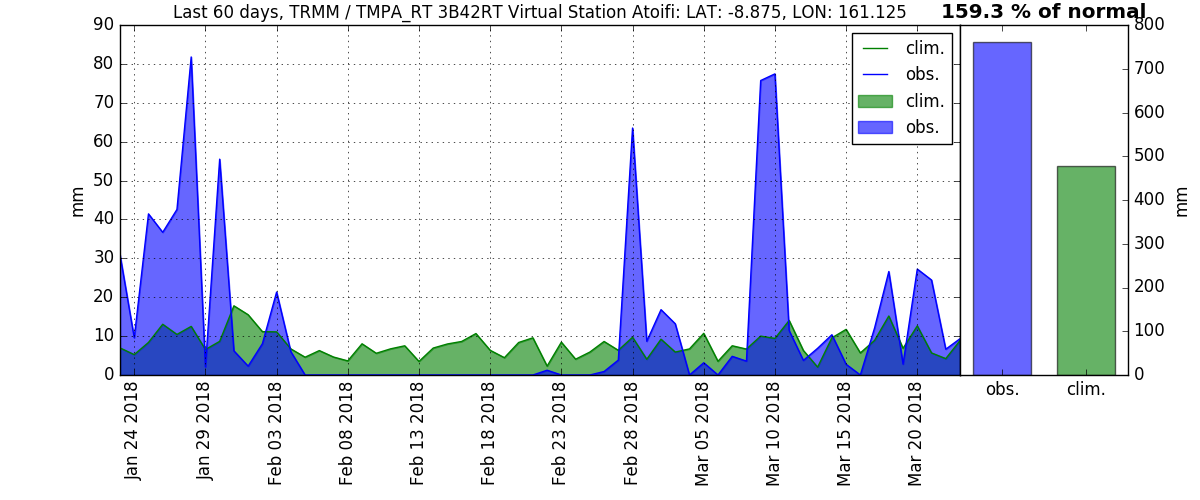 Last 60 days, TRMM / TMPA_RT 3B42RT Virtual Station Atoifi: LAT: -8.875, LON: 161.125
159.3 % of normal
90
80
70
60
50
40
30
20
10
0
mm
clim.
obs.
clim.
obs.
Jan 24 2018
Jan 29 2018
Feb 03 2018
Feb 08 2018
Feb 13 2018
Feb 18 2018
Feb 23 2018
Feb 28 2018
Mar 05 2018
Mar 10 2018
Mar 15 2018
Mar 20 2018
800
700
600
500
400
300
200
100
0
mm
obs.
clim.